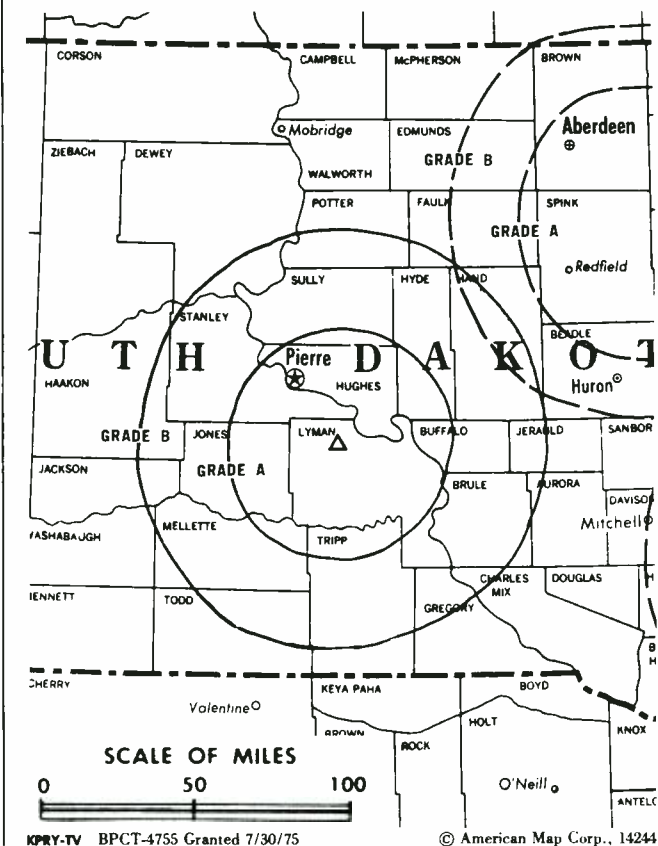 CORSON
CAMPBELL
McPHERSON
BROWN
Mobridge
EDMUNDS
Aberdeen
ZIEBACH
DEWEY
GRADE B
WALWORTH
POTTER
FAULK
SPINK
GRADE A
Redfield
SULLY
HYDE
HAND
STANLEY
BEADLE
U T H D A K O T
Pierre
HAAKON
HUGHES
Huron
GRADE B
JONES
LYMAN
BUFFALO
JERAULD
SANBOR
JACKSON
GRADE A
BRULE
AURORA
DAVISON
MELLETTE
Mitchell
WASHABAUGH
TRIPP
BENNETT
TODD
CHARLES
MIX
DOUGLAS
H
GREGORY
B
H
CHERRY
KEYA PAHA
BOYD
Valentine
HOLT
KNOX
BROWN
ROCK
SCALE OF MILES
O'Neill
0 50 100
ANTELO
KPRY-TV BPCT-4755 Granted 7/30/75
© American Map Corp., 14244